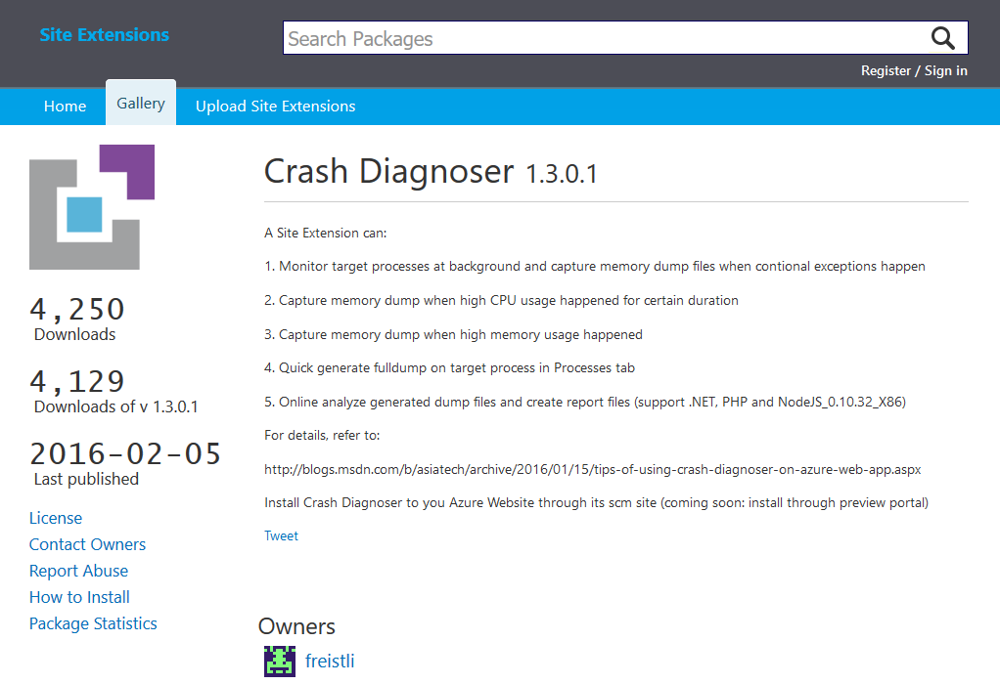 Site Extensions
Search Packages
Register / Sign in
Home
Gallery
Upload Site Extensions
Crash Diagnoser 1.3.0.1
A Site Extension can:
1. Monitor target processes at background and capture memory dump files when contional exceptions happen
2. Capture memory dump when high CPU usage happened for certain duration
3. Capture memory dump when high memory usage happened
4. Quick generate fulldump on target process in Processes tab
5. Online analyze generated dump files and create report files (support .NET, PHP and NodeJS_0.10.32_X86)
For details, refer to:
http://blogs.msdn.com/b/asiatech/archive/2016/01/15/tips-of-using-crash-diagnoser-on-azure-web-app.aspx
Install Crash Diagnoser to you Azure Website through its scm site (coming soon: install through preview portal)
Tweet
4,250
Downloads
4,129
Downloads of v 1.3.0.1
2016-02-05
Last published
License
Contact Owners
Report Abuse
How to Install
Package Statistics
Owners
freistli